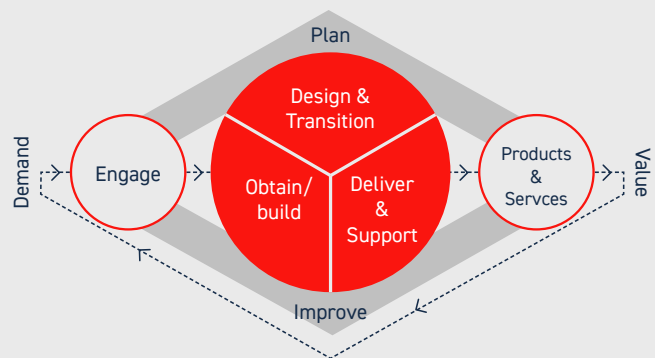 Plan
Design &
Transition
Demand
Engage
Obtain/
build
Deliver
&
Support
Products
&
Servces
Value
Improve